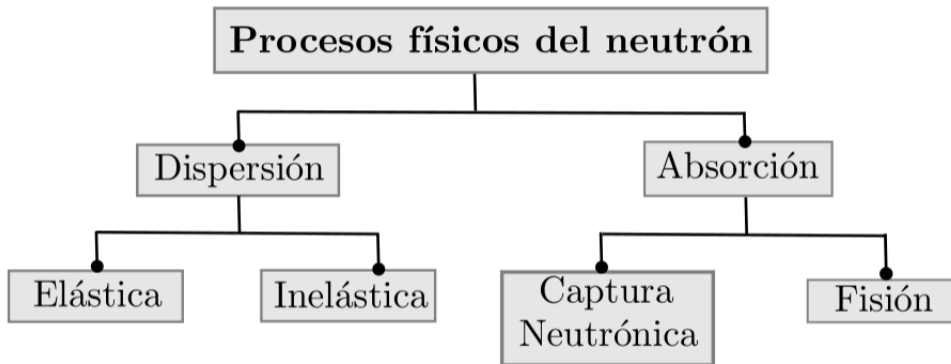 Procesos físicos del neutrón
Dispersión
Absorción
Elástica
Inelástica
Captura
Neutrónica
Fisión